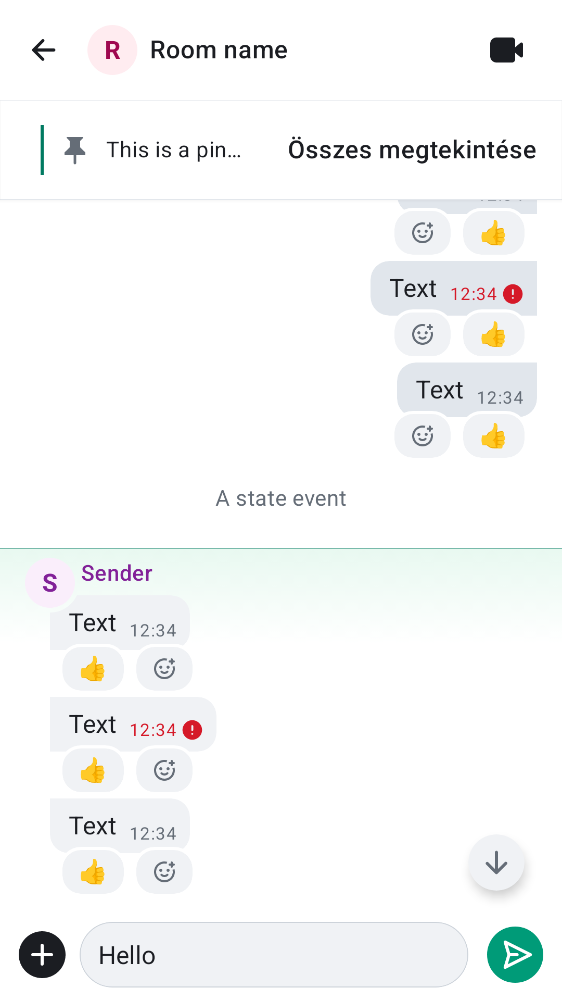 R Room name
This is a pin… Összes megtekintése
Text 12:34
Text 12:34
A state event
S Sender
Text 12:34
Text 12:34
Text 12:34
Hello